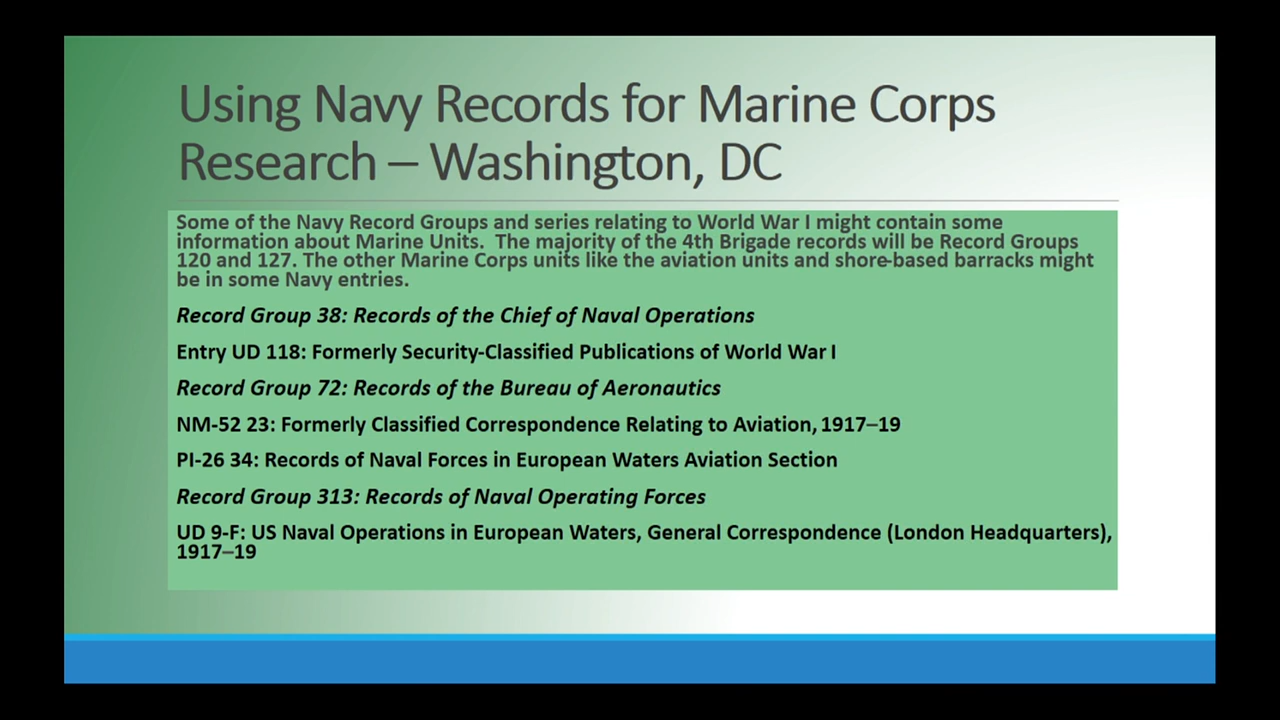 Using Navy Records for Marine Corps
Research – Washington, DC
Some of the Navy Record Groups and series relating to World War I might contain some
information about Marine Units.  The majority of the 4th Brigade records will be Record Groups
120 and 127. The other Marine Corps units like the aviation units and shore-based barracks might
be in some Navy entries.
Record Group 38: Records of the Chief of Naval Operations
Entry UD 118: Formerly Security-Classified Publications of World War I
Record Group 72: Records of the Bureau of Aeronautics
NM-52 23: Formerly Classified Correspondence Relating to Aviation, 1917–19
PI-26 34: Records of Naval Forces in European Waters Aviation Section
Record Group 313: Records of Naval Operating Forces
UD 9-F: US Naval Operations in European Waters, General Correspondence (London Headquarters),
1917–19